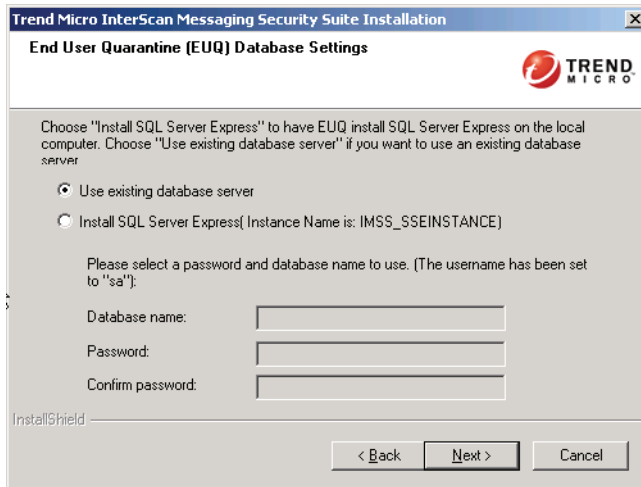 Trend Micro InterScan Messaging Security Suite Installation
End User Quarantine (EUQ) Database Settings
TREND
MICRO
Choose "Install SQL Server Express" to have EUQ install SQL Server Express on the local
computer. Choose "Use existing database server" if you want to use an existing database
server
Use existing database server
Install SQL Server Express( Instance Name is: IMSS_SSEINSTANCE)
Please select a password and database name to use. (The username has been set
to "sa"):
Database name:
Password:
Confirm password:
InstallShield
< Back
Next >
Cancel